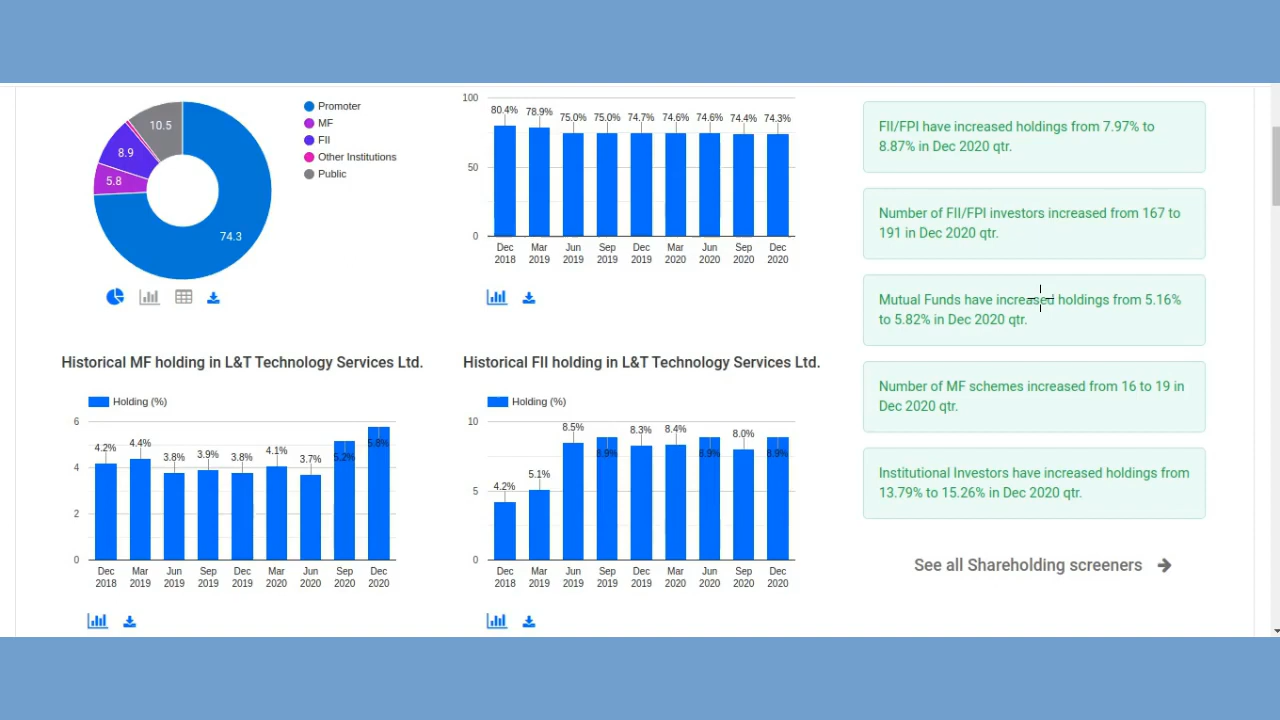 10.5
8.9
5.8
74.3
Promoter
MF
FII
Other Institutions
Public
100
50
0
80.4% 78.9% 75.0% 75.0% 74.7% 74.6% 74.6% 74.4% 74.3%
Dec Mar Jun Sep Dec Mar Jun Sep Dec
2018 2019 2019 2019 2019 2020 2020 2020 2020
FII/FPI have increased holdings from 7.97% to
8.87% in Dec 2020 qtr.
Number of FII/FPI investors increased from 167 to
191 in Dec 2020 qtr.
Mutual Funds have increased holdings from 5.16%
to 5.82% in Dec 2020 qtr.
Number of MF schemes increased from 16 to 19 in
Dec 2020 qtr.
Institutional Investors have increased holdings from
13.79% to 15.26% in Dec 2020 qtr.
See all Shareholding screeners
Historical MF holding in L&T Technology Services Ltd.
Holding (%)
6
4
2
0
4.2% 4.4% 3.8% 3.9% 3.8% 4.1% 3.7% 5.2% 5.8%
Dec Mar Jun Sep Dec Mar Jun Sep Dec
2018 2019 2019 2019 2019 2020 2020 2020 2020
Historical FII holding in L&T Technology Services Ltd.
Holding (%)
10
5
0
4.2% 5.1% 8.5% 8.9% 8.3% 8.4% 8.9% 8.0% 8.9%
Dec Mar Jun Sep Dec Mar Jun Sep Dec
2018 2019 2019 2019 2019 2020 2020 2020 2020